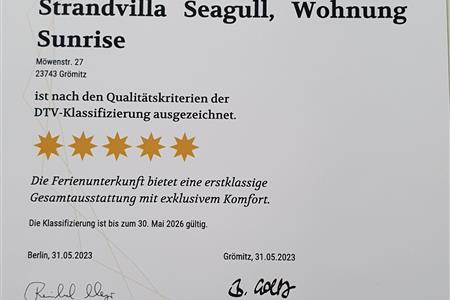 Strandvilla Seagull, Wohnung
Sunrise
Möwenstr. 27
23743 Grömitz
ist nach den Qualitätskriterien der
DTV-Klassifizierung ausgezeichnet.
Die Ferienunterkunft bietet eine erstklassige
Gesamtausstattung mit exklusivem Komfort.
Die Klassifizierung ist bis zum 30. Mai 2026 gültig.
Berlin, 31.05.2023
Grömitz, 31.05.2023